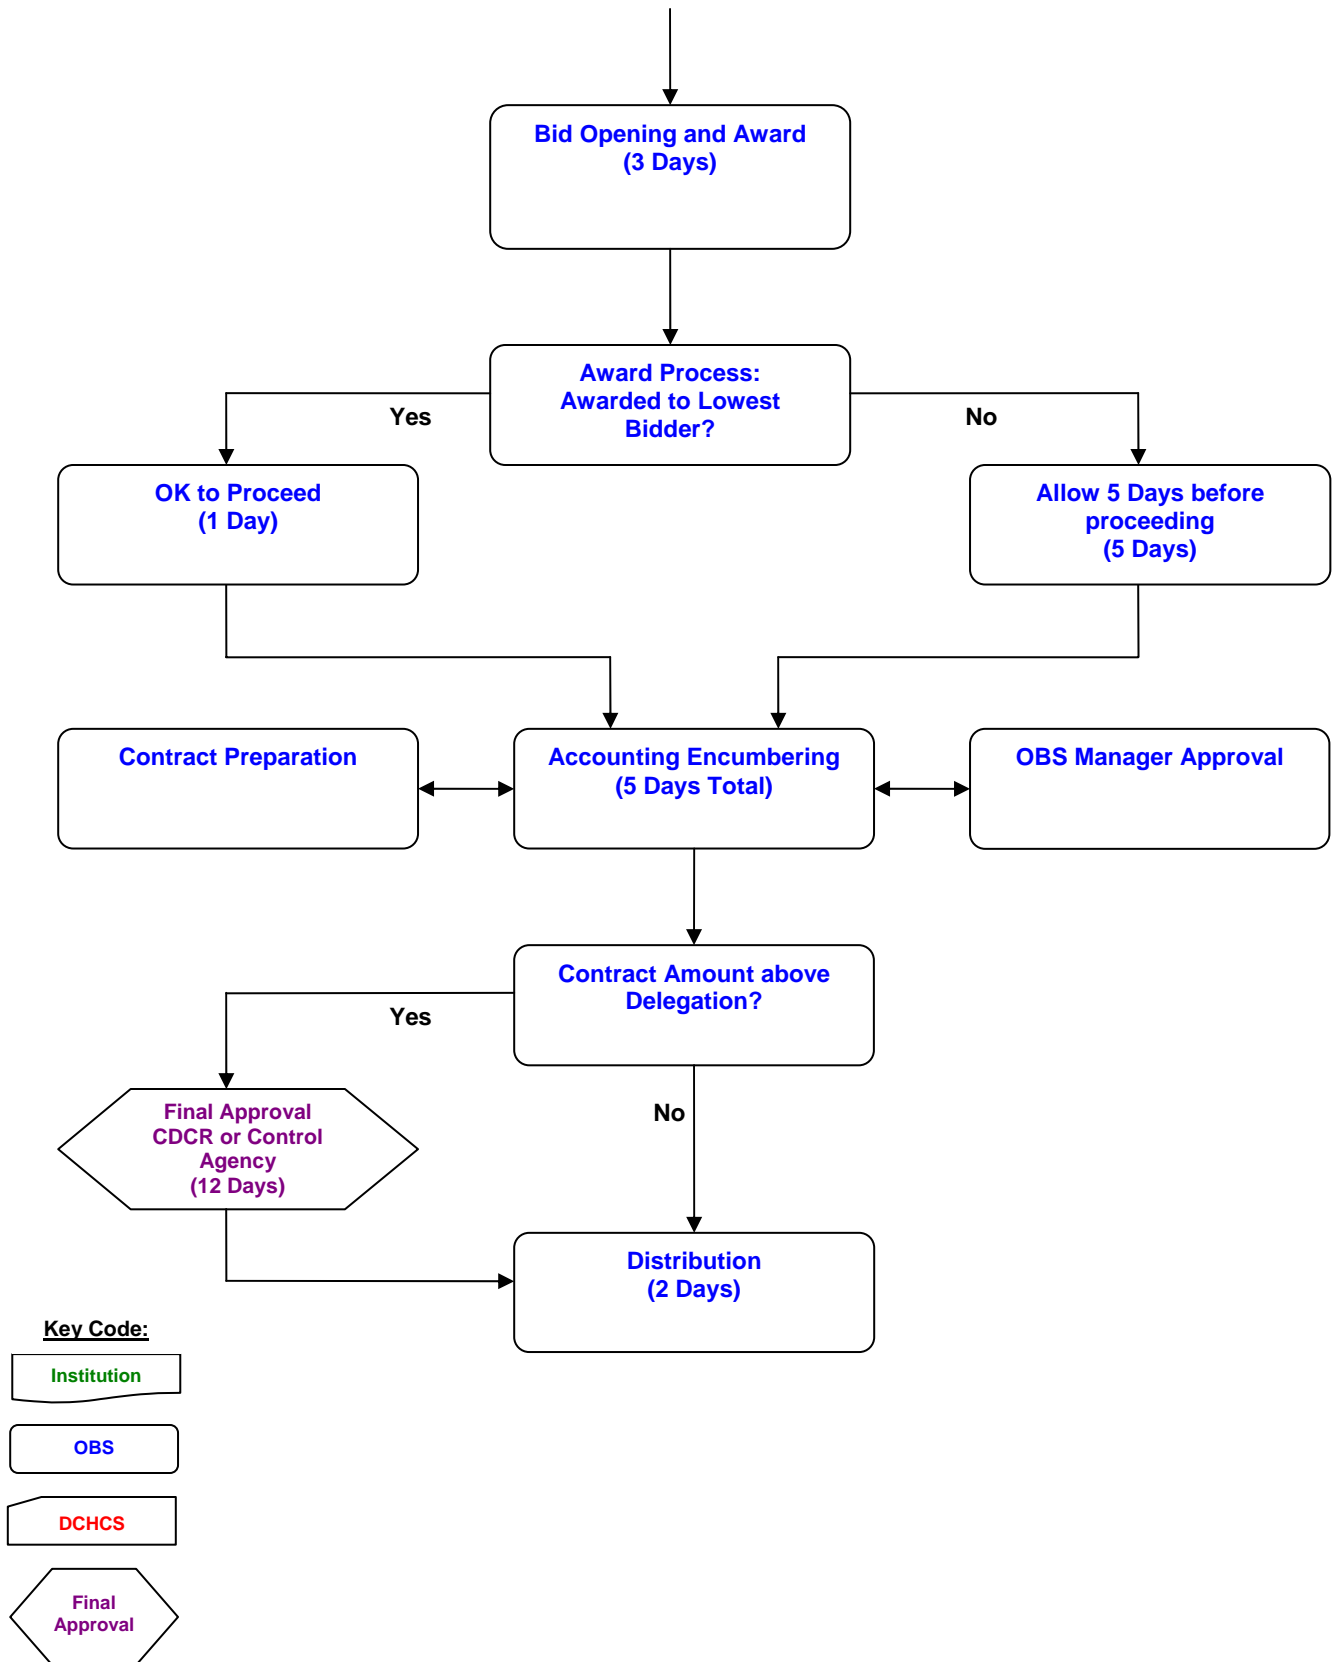 Bid Opening and Award
(3 Days)
Award Process:
Awarded to Lowest
Bidder?
Yes
No
OK to Proceed
(1 Day)
Allow 5 Days before
proceeding
(5 Days)
Contract Preparation
Accounting Encumbering
(5 Days Total)
OBS Manager Approval
Contract Amount above
Delegation?
Yes
No
Final Approval
CDCR or Control
Agency
(12 Days)
Distribution
(2 Days)
Key Code:
Institution
OBS
DCHCS
Final
Approval